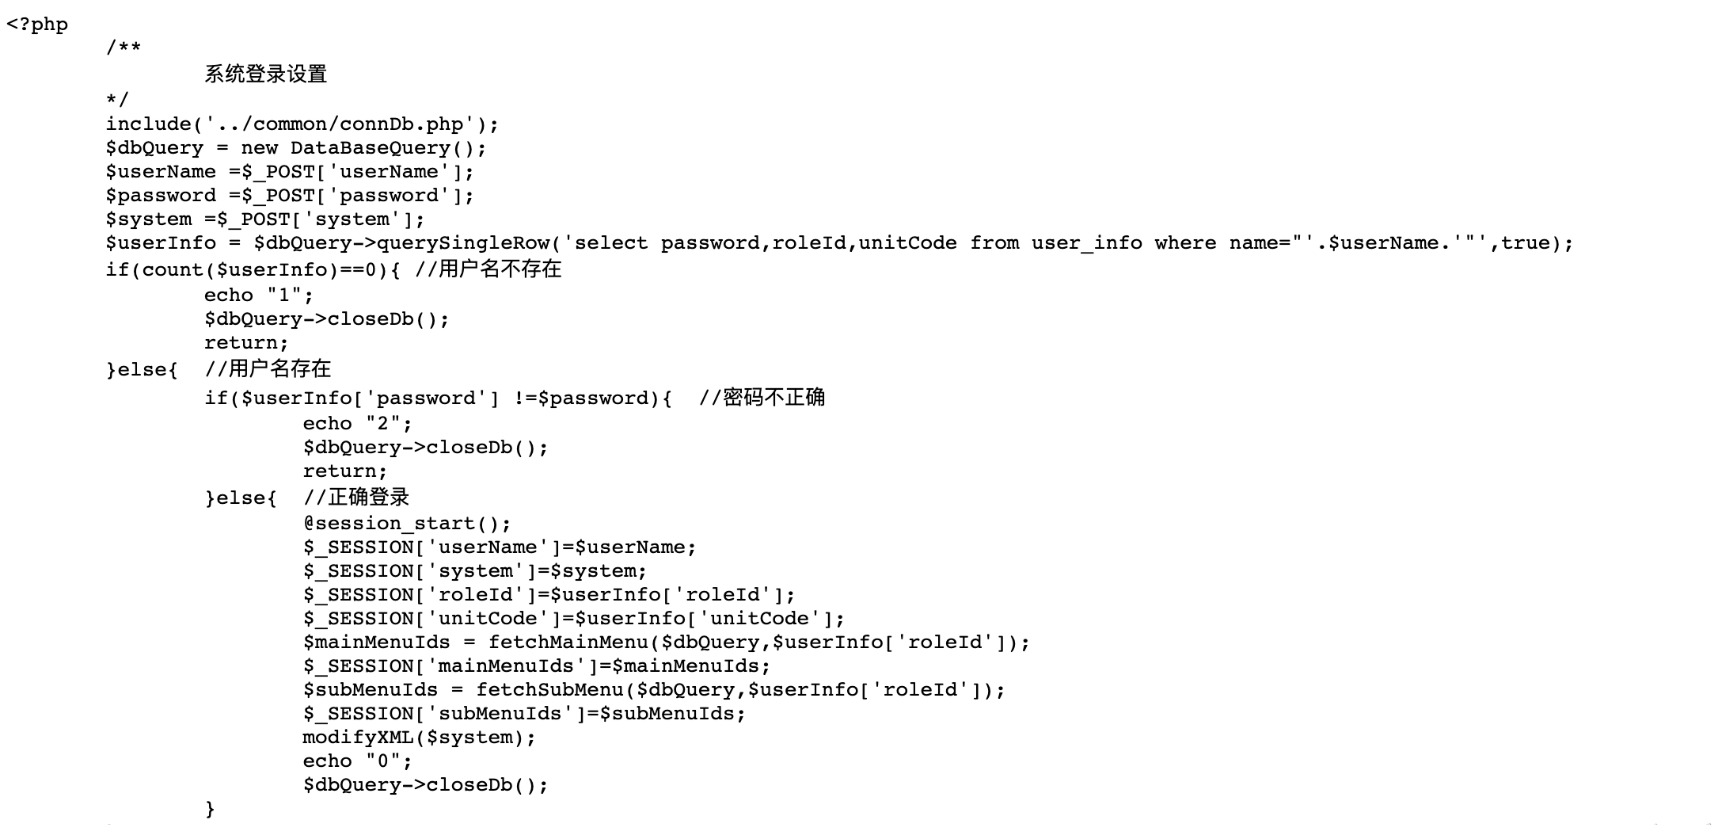 <?php
/**
系统登录设置
*/
include('../common/connDb.php');
$dbQuery = new DataBaseQuery();
$userName =$_POST['userName'];
$password =$_POST['password'];
$system =$_POST['system'];
$userInfo = $dbQuery->querySingleRow('select password,roleId,unitCode from user_info where name="'.$userName.'"',true);
if(count($userInfo)==0){ //用户名不存在
echo "1";
$dbQuery->closeDb();
return;
}else{  //用户名存在
if($userInfo['password'] !=$password){  //密码不正确
echo "2";
$dbQuery->closeDb();
return;
}else{  //正确登录
@session_start();
$_SESSION['userName']=$userName;
$_SESSION['system']=$system;
$_SESSION['roleId']=$userInfo['roleId'];
$_SESSION['unitCode']=$userInfo['unitCode'];
$mainMenuIds = fetchMainMenu($dbQuery,$userInfo['roleId']);
$_SESSION['mainMenuIds']=$mainMenuIds;
$subMenuIds = fetchSubMenu($dbQuery,$userInfo['roleId']);
$_SESSION['subMenuIds']=$subMenuIds;
modifyXML($system);
echo "0";
$dbQuery->closeDb();
}